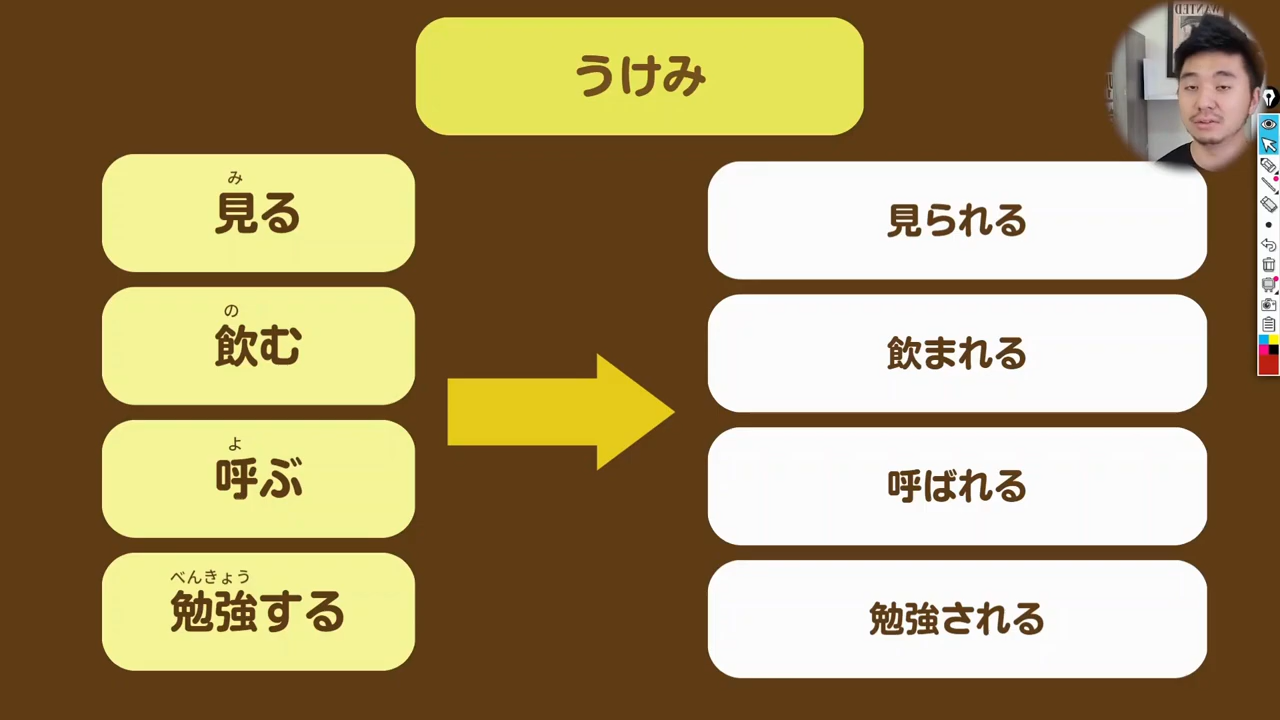 うけみ
み
見る
見られる
の
飲む
飲まれる
よ
呼ぶ
呼ばれる
べんきょう
勉強する
勉強される
WANTED